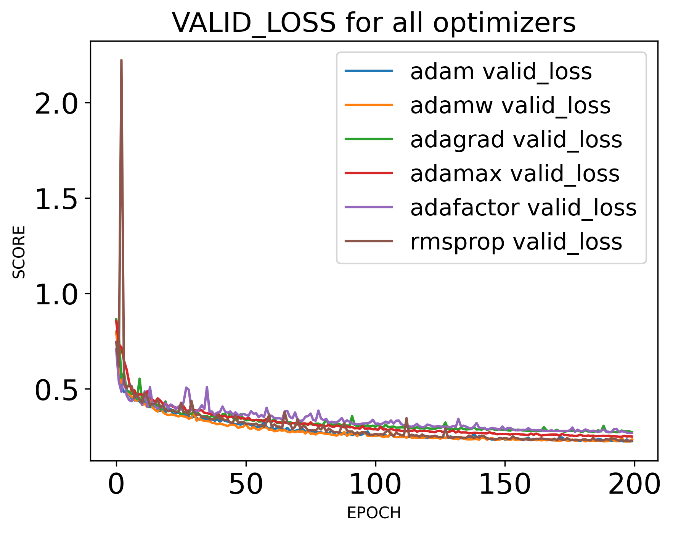 VALID_LOSS for all optimizers
adam valid_loss
adamw valid_loss
adagrad valid_loss
adamax valid_loss
adafactor valid_loss
rmsprop valid_loss
2.0
1.5
1.0
0.5
SCORE
0 50 100 150 200
EPOCH